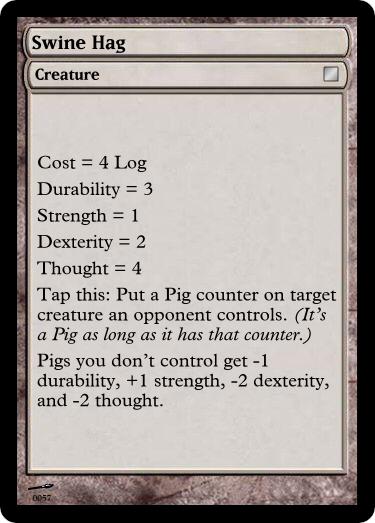 Swine Hag
Creature
Cost = 4 Log
Durability = 3
Strength = 1
Dexterity = 2
Thought = 4
Tap this: Put a Pig counter on target
creature an opponent controls. (It's
a Pig as long as it has that counter.)
Pigs you don't control get -1
durability, +1 strength, -2 dexterity,
and -2 thought.
0057